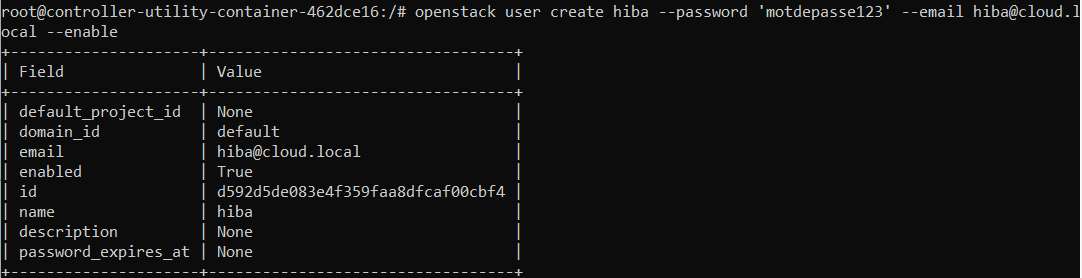 root@controller-utility-container-462dce16:/# openstack user create hiba --password 'motdepasse123' --email hiba@cloud.l
ocal --enable
+---------------------+----------------------------------+
| Field               | Value                            |
+---------------------+----------------------------------+
| default_project_id  | None                             |
| domain_id           | default                          |
| email               | hiba@cloud.local                 |
| enabled             | True                             |
| id                  | d592d5de083e4f359faa8dfcaf00cbf4 |
| name                | hiba                             |
| description         | None                             |
| password_expires_at | None                             |
+---------------------+----------------------------------+